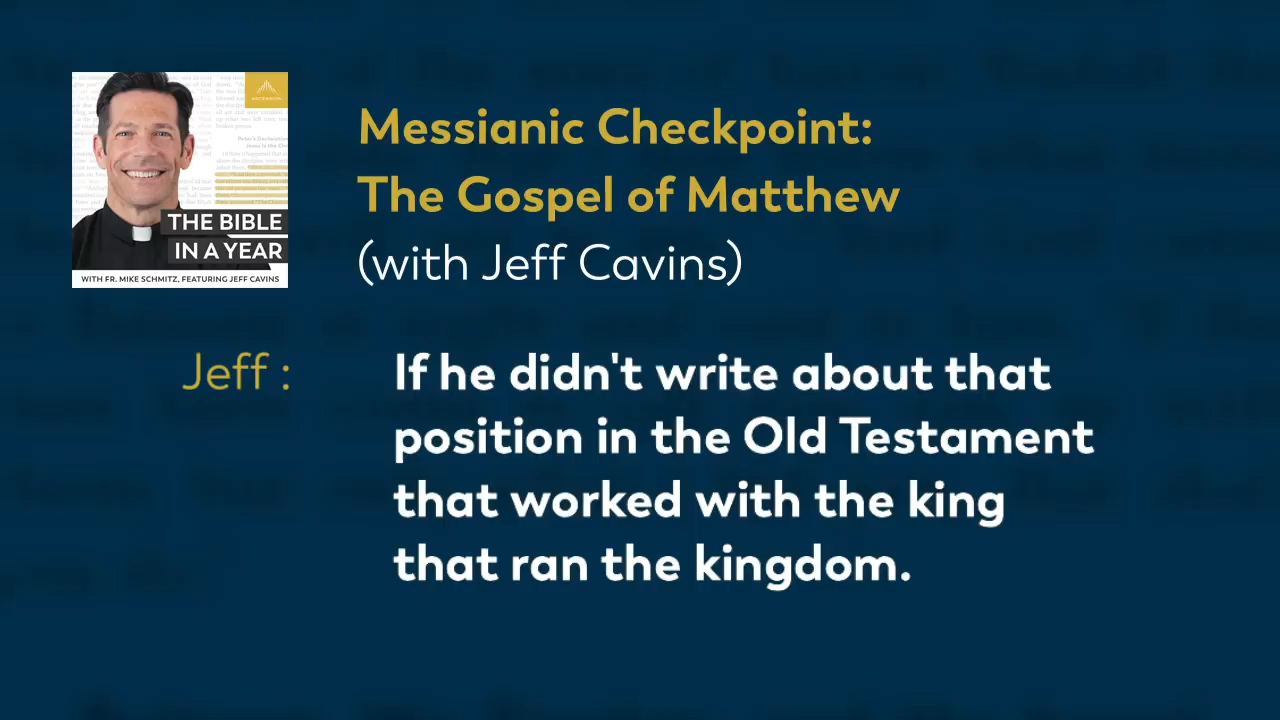 THE BIBLE
IN A YEAR
WITH FR. MIKE SCHMITZ, FEATURING JEFF CAVINS
Messianic Checkpoint:
The Gospel of Matthew
(with Jeff Cavins)
Jeff : If he didn't write about that
position in the Old Testament
that worked with the king
that ran the kingdom.